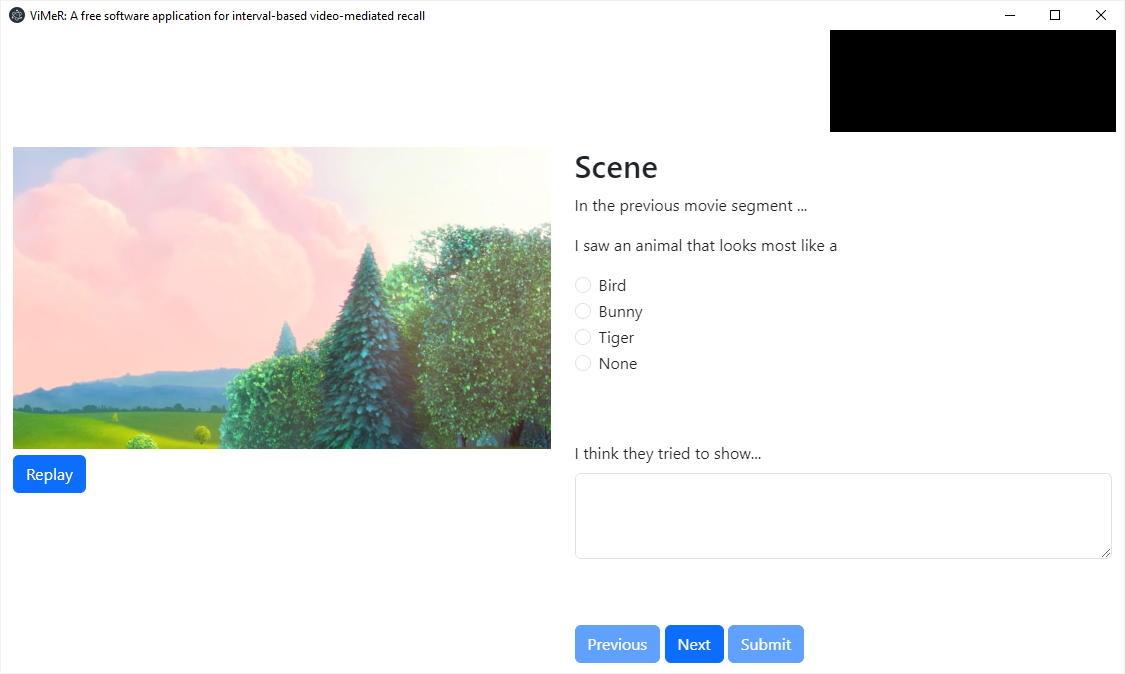 ViMeR: A free software application for interval-based video-mediated recall
Scene
In the previous movie segment ...
I saw an animal that looks most like a
Bird
Bunny
Tiger
None
Replay
I think they tried to show...
Previous Next Submit